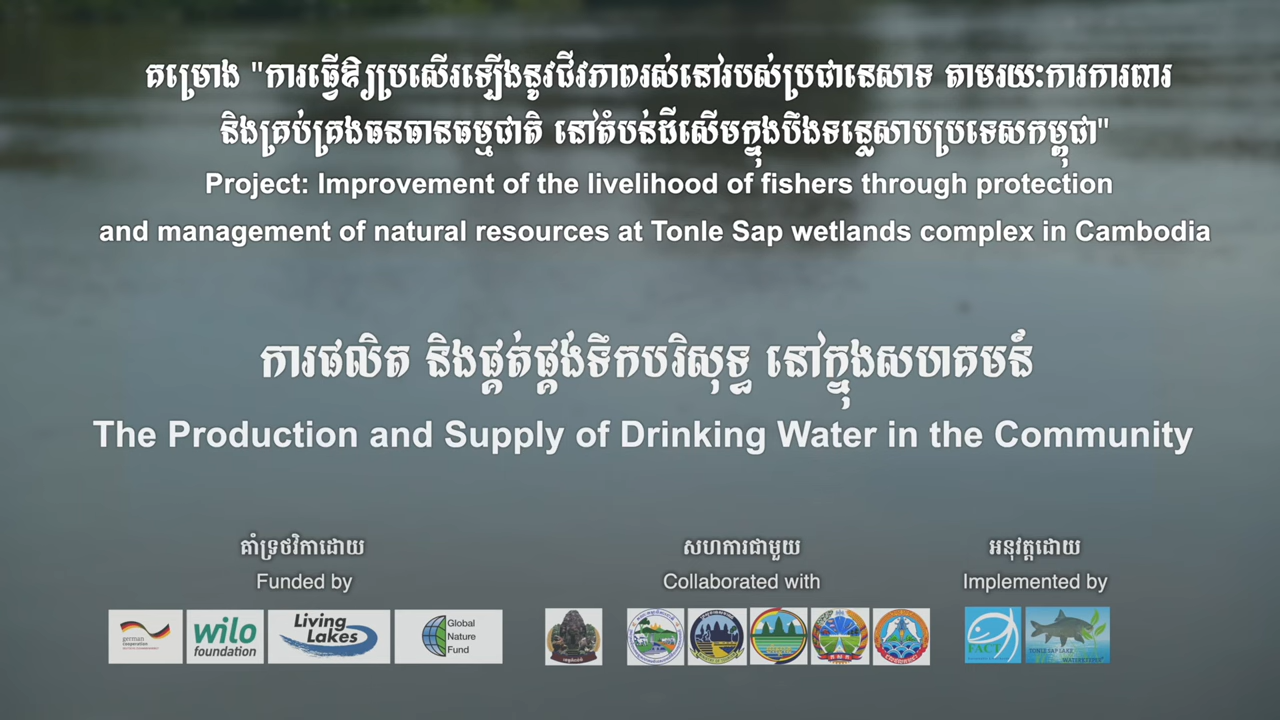 គម្រោង "ការធ្វើឱ្យប្រសើរឡើងនូវជីវភាពរស់នៅរបស់ប្រជានេសាទ តាមរយៈការការពារ
និងគ្រប់គ្រងធនធានធម្មជាតិ នៅតំបន់ដីសើមក្នុងបឹងទន្លេសាបប្រទេសកម្ពុជា"
Project: Improvement of the livelihood of fishers through protection
and management of natural resources at Tonle Sap wetlands complex in Cambodia
ការផលិត និងផ្គត់ផ្គង់ទឹកបរិសុទ្ធ នៅក្នុងសហគមន៍
The Production and Supply of Drinking Water in the Community
គាំទ្រថវិកាដោយ
Funded by
german
cooperation
wilo
foundation
Living
Lakes
Global
Nature
Fund
សហការជាមួយ
Collaborated with
អនុវត្តដោយ
Implemented by
FACT
TONLE SAP LAKE
WATERKEEPER